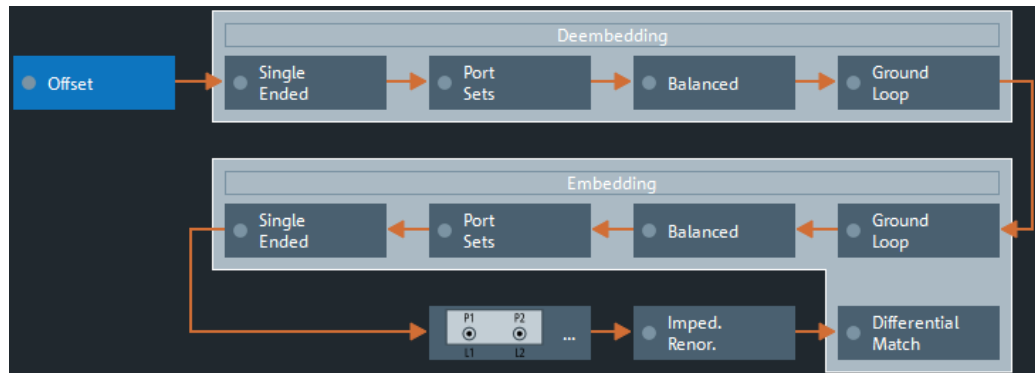 Deembedding
Offset
Single
Ended
Port
Sets
Balanced
Ground
Loop
Embedding
Single
Ended
Port
Sets
Balanced
Ground
Loop
P1 P2
L1 L2
...
Imped.
Renor.
Differential
Match